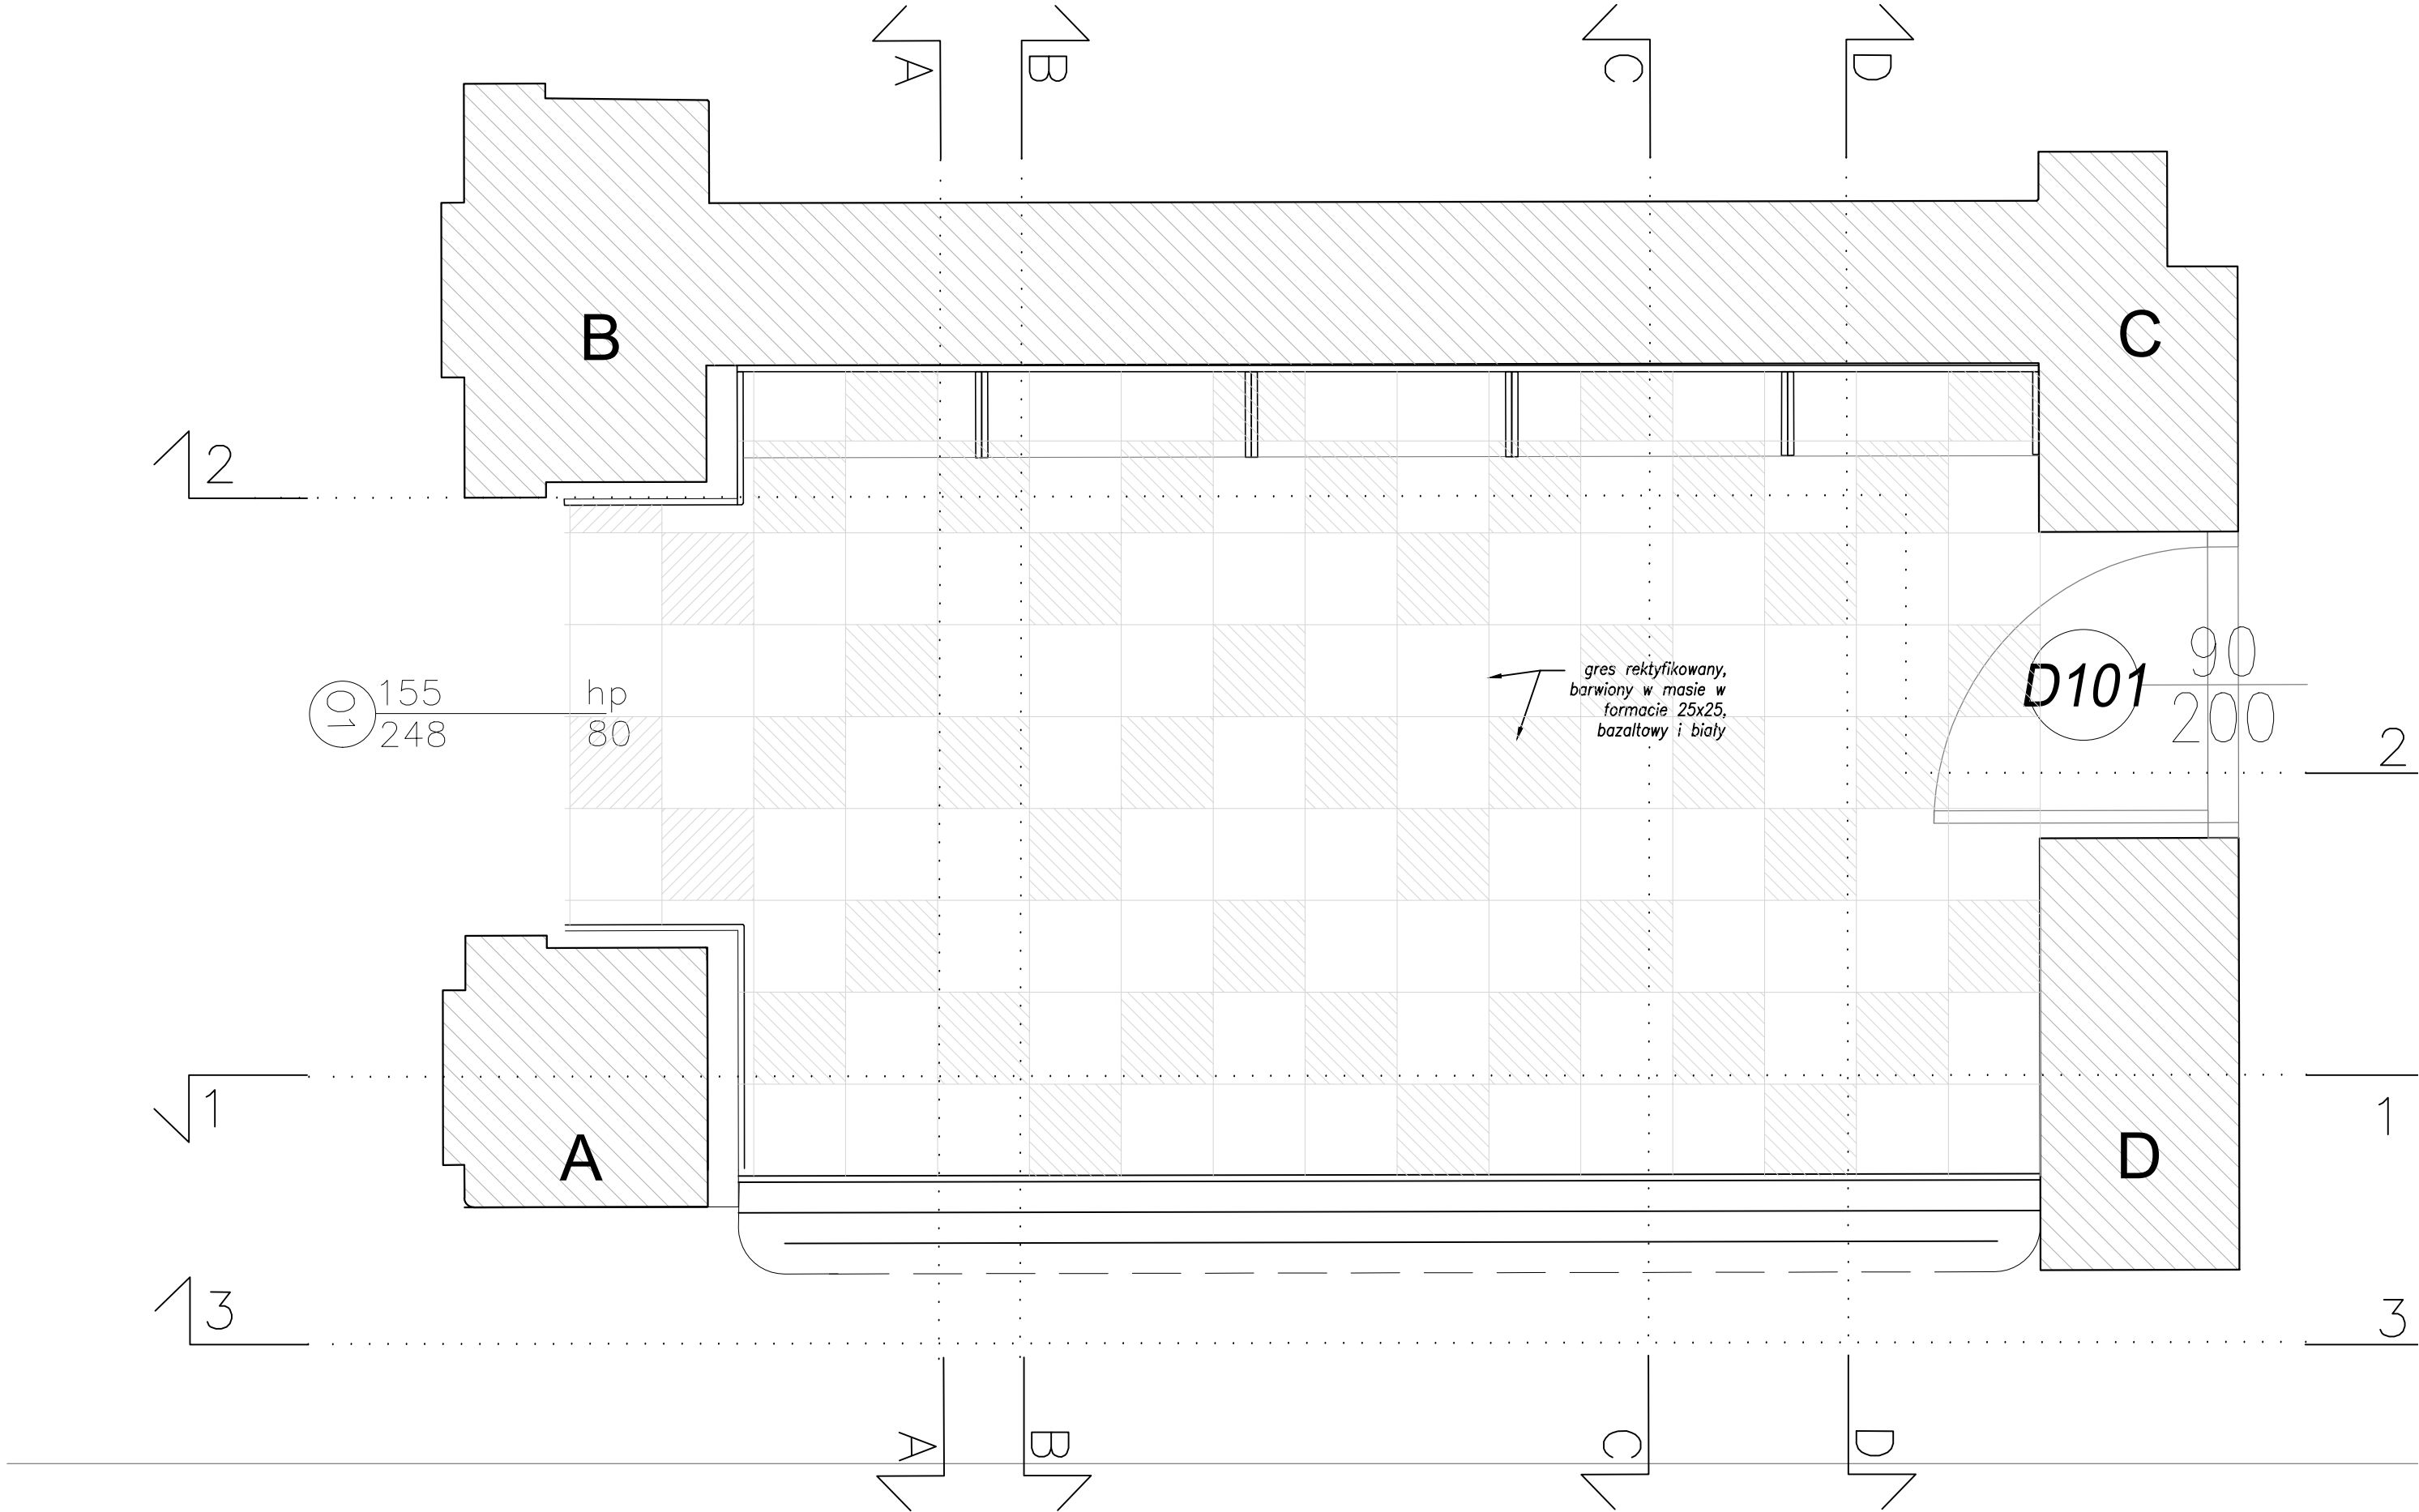 A B C D
B C
2
gres rektyfikowany,
barwiony w masie w
formacie 25x25,
bazaltowy i biały
D101 90
200
01 155 hp
248 80
2
1 1
A D
3 3
A B C D